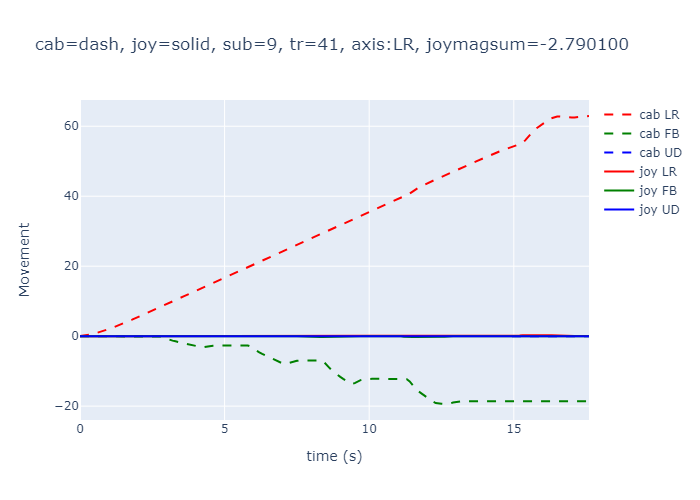 cab=dash, joy=solid, sub=9, tr=41, axis:LR, joymagsum=-2.790100
cab LR
cab FB
cab UD
joy LR
joy FB
joy UD
Movement
60
40
20
0
−20
0
5
10
15
time (s)